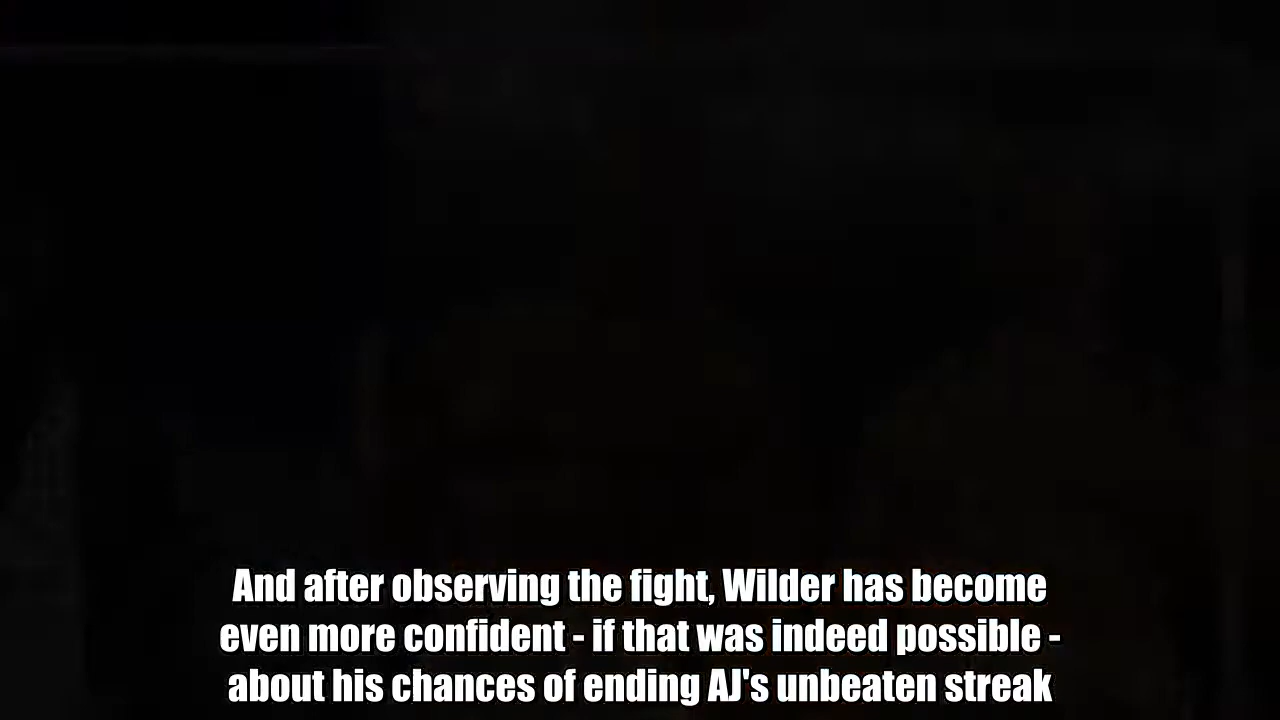 And after observing the fight, Wilder has become
even more confident - if that was indeed possible -
about his chances of ending AJ's unbeaten streak